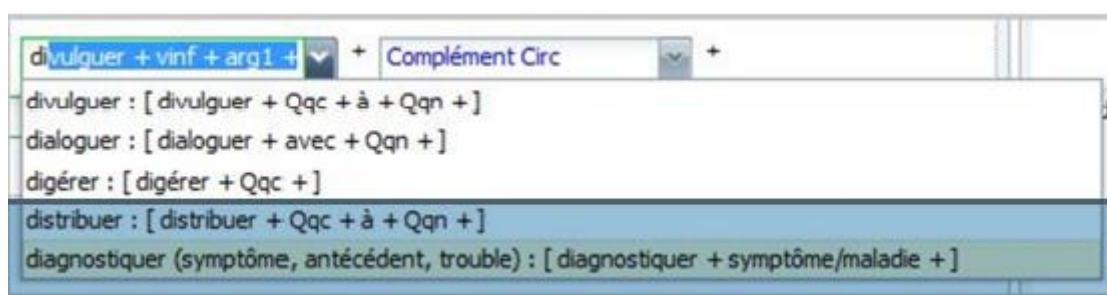 divulguer + vinf + arg1 + + Complément Circ +
divulguer : [ divulguer + Qqc + à + Qqn + ]
dialoguer : [ dialoguer + avec + Qqn + ]
digérer : [ digérer + Qqc + ]
distribuer : [ distribuer + Qqc + à + Qqn + ]
diagnostiquer (symptôme, antécédent, trouble) : [ diagnostiquer + symptôme/maladie + ]